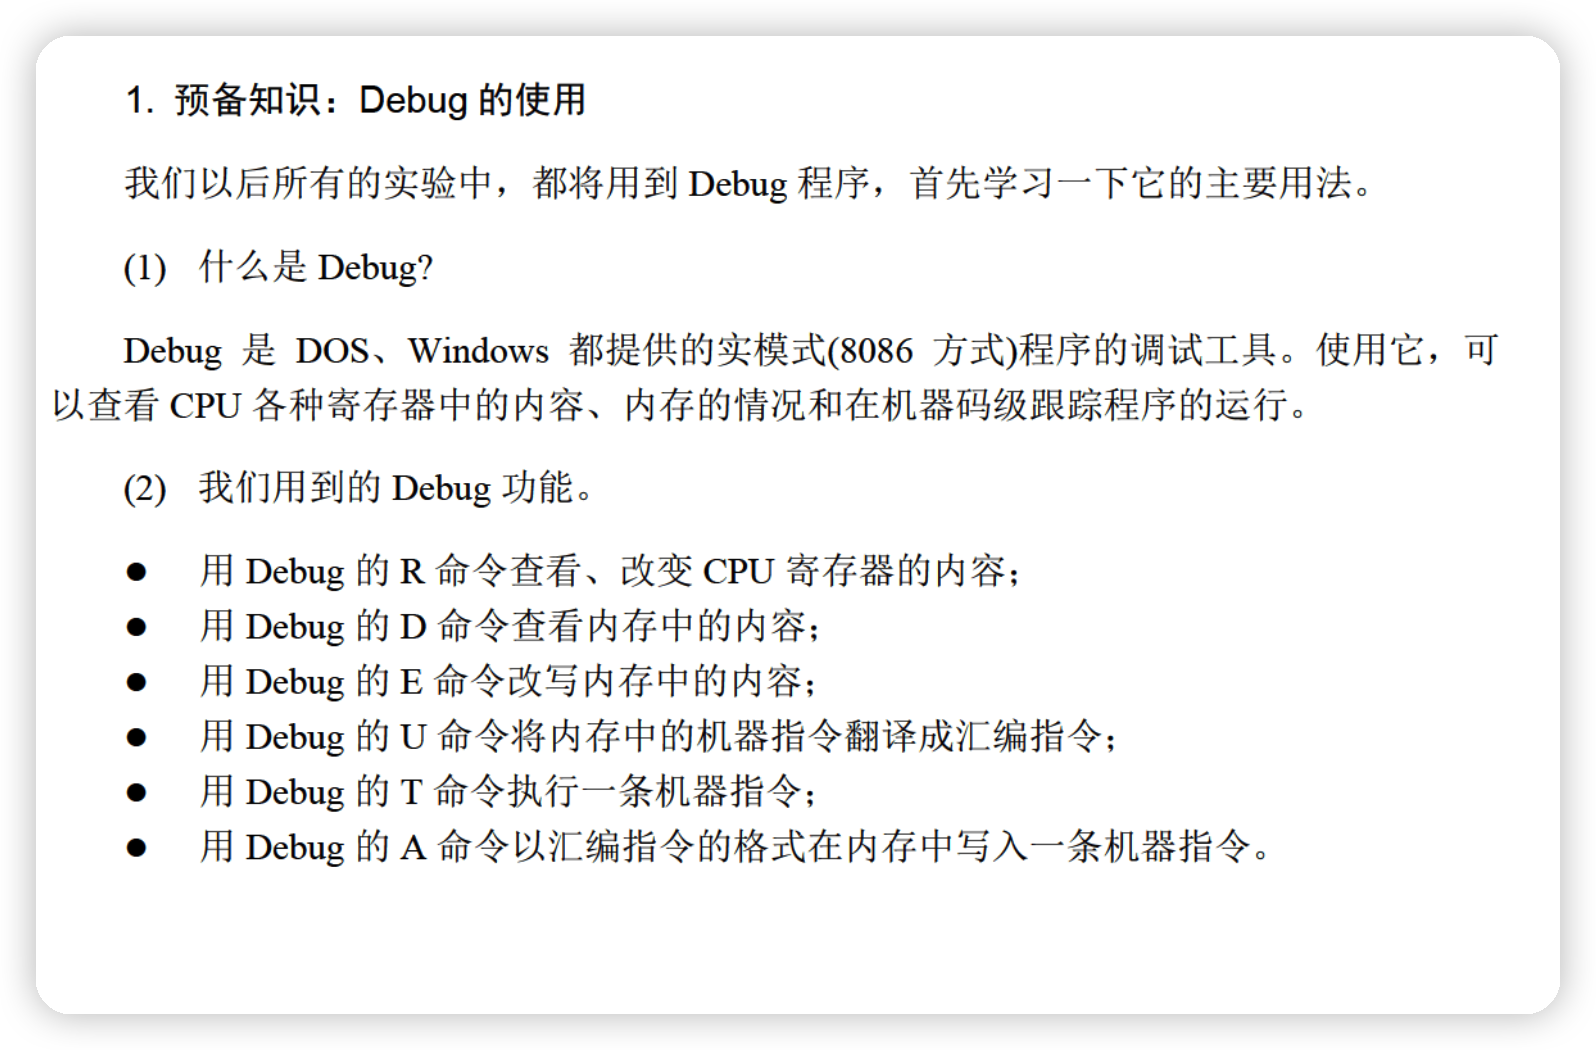 1. 预备知识：Debug 的使用
我们以后所有的实验中，都将用到 Debug 程序，首先学习一下它的主要用法。
(1) 什么是 Debug?
Debug 是 DOS、Windows 都提供的实模式(8086 方式)程序的调试工具。使用它，可
以查看 CPU 各种寄存器中的内容、内存的情况和在机器码级跟踪程序的运行。
(2) 我们用到的 Debug 功能。
● 用 Debug 的 R 命令查看、改变 CPU 寄存器的内容；
● 用 Debug 的 D 命令查看内存中的内容；
● 用 Debug 的 E 命令改写内存中的内容；
● 用 Debug 的 U 命令将内存中的机器指令翻译成汇编指令；
● 用 Debug 的 T 命令执行一条机器指令；
● 用 Debug 的 A 命令以汇编指令的格式在内存中写入一条机器指令。